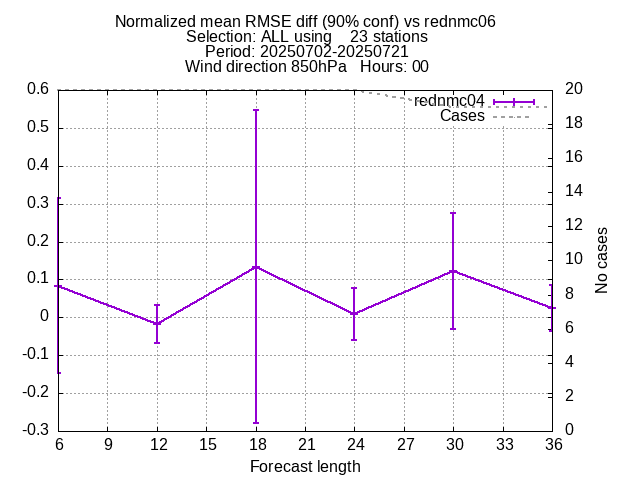 Normalized mean RMSE diff (90% conf) vs rednmc06
Selection: ALL using    23 stations
Period: 20250702-20250721
Wind direction 850hPa   Hours: 00
rednmc04
Cases
0.6
0.5
0.4
0.3
0.2
0.1
0
-0.1
-0.2
-0.3
20
18
16
14
12
10
8
6
4
2
0
No cases
6 9 12 15 18 21 24 27 30 33 36
Forecast length